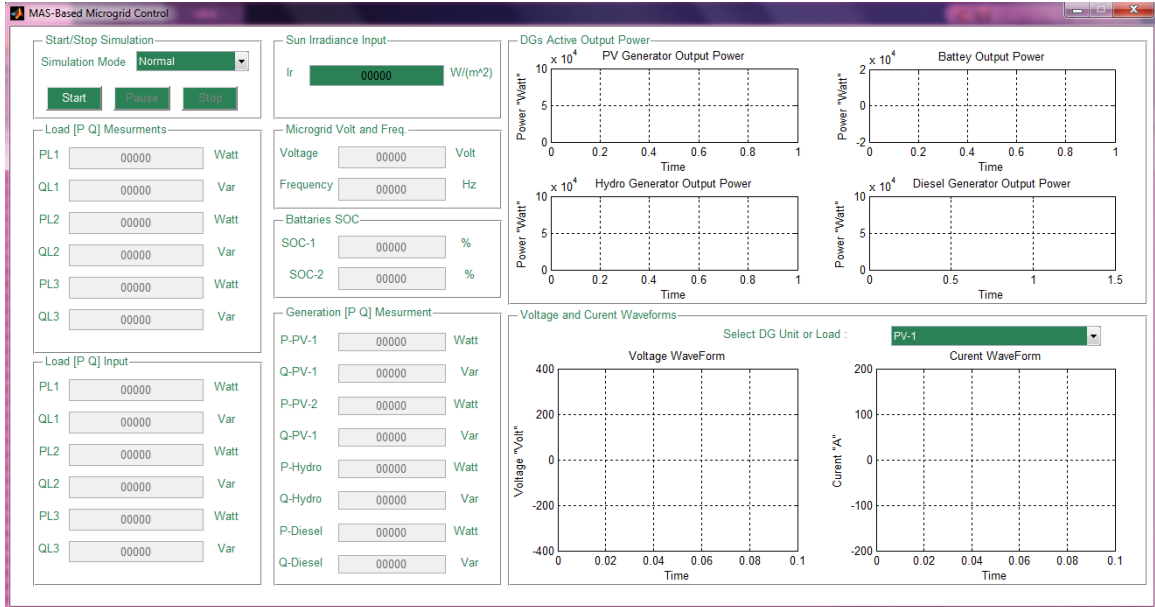 MAS-Based Microgrid Control
Start/Stop Simulation
Simulation Mode Normal
Start Pause Stop
Load [P Q] Mesurments
PL1 00000 Watt
QL1 00000 Var
PL2 00000 Watt
QL2 00000 Var
PL3 00000 Watt
QL3 00000 Var
Load [P Q] Input
PL1 00000 Watt
QL1 00000 Var
PL2 00000 Watt
QL2 00000 Var
PL3 00000 Watt
QL3 00000 Var
Sun Irradiance Input
Ir 00000 W/(m^2)
Microgrid Volt and Freq.
Voltage 00000 Volt
Frequency 00000 Hz
Battaries SOC
SOC-1 00000 %
SOC-2 00000 %
Generation [P Q] Mesurment
P-PV-1 00000 Watt
Q-PV-1 00000 Var
P-PV-2 00000 Watt
Q-PV-1 00000 Var
P-Hydro 00000 Watt
Q-Hydro 00000 Var
P-Diesel 00000 Watt
Q-Diesel 00000 Var
DGs Active Output Power
x 10^4 PV Generator Output Power
Power "Watt"
10
5
0
0 0.2 0.4 0.6 0.8 1
Time
x 10^4 Battey Output Power
Power "Watt"
2
0
-2
0 0.2 0.4 0.6 0.8 1
Time
x 10^4 Hydro Generator Output Power
Power "Watt"
10
5
0
0 0.2 0.4 0.6 0.8 1
Time
x 10^4 Diesel Generator Output Power
Power "Watt"
10
5
0
0 0.5 1 1.5
Time
Voltage and Curent Waveforms
Select DG Unit or Load : PV-1
Voltage WaveForm
Voltage "Volt"
400
200
0
-200
-400
0 0.02 0.04 0.06 0.08 0.1
Time
Curent WaveForm
Curent "A"
200
100
0
-100
-200
0 0.02 0.04 0.06 0.08 0.1
Time